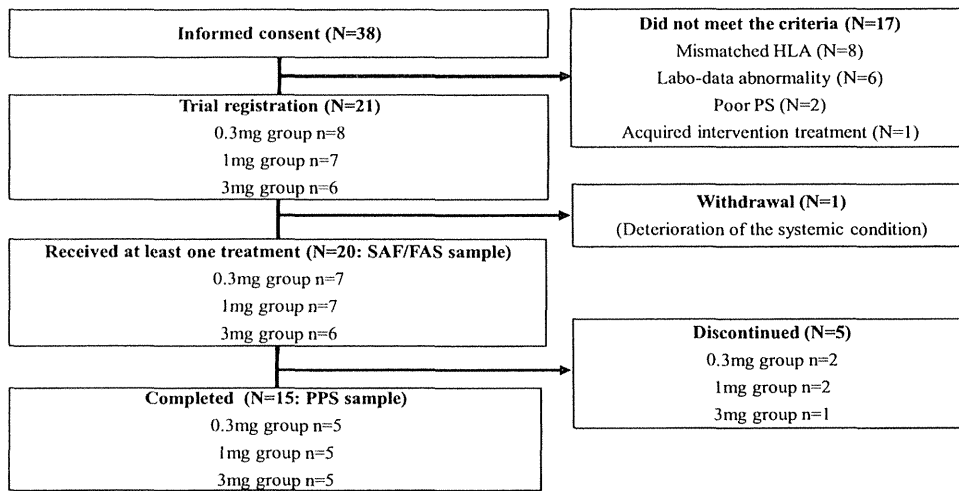 Informed consent (N=38)
Did not meet the criteria (N=17)
Mismatched HLA (N=8)
Labo-data abnormality (N=6)
Poor PS (N=2)
Acquired intervention treatment (N=1)
Trial registration (N=21)
0.3mg group n=8
1mg group n=7
3mg group n=6
Withdrawal (N=1)
(Deterioration of the systemic condition)
Received at least one treatment (N=20: SAF/FAS sample)
0.3mg group n=7
1mg group n=7
3mg group n=6
Discontinued (N=5)
0.3mg group n=2
1mg group n=2
3mg group n=1
Completed (N=15: PPS sample)
0.3mg group n=5
1mg group n=5
3mg group n=5